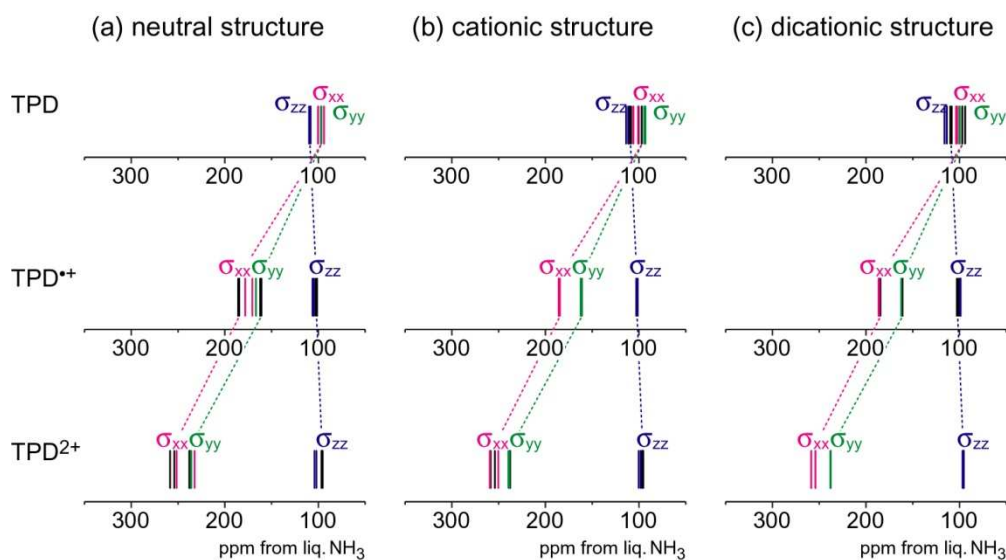 (a) neutral structure (b) cationic structure (c) dicationic structure
TPD
σzz σxx σyy σzz σxx σyy σzz σxx σyy
300 200 100 300 200 100 300 200 100
TPD•+
σxx σyy σzz σxx σyy σzz σxx σyy σzz
300 200 100 300 200 100 300 200 100
TPD2+
σxx σyy σzz σxx σyy σzz σxx σyy σzz
300 200 100 300 200 100 300 200 100
ppm from liq. NH3 ppm from liq. NH3 ppm from liq. NH3